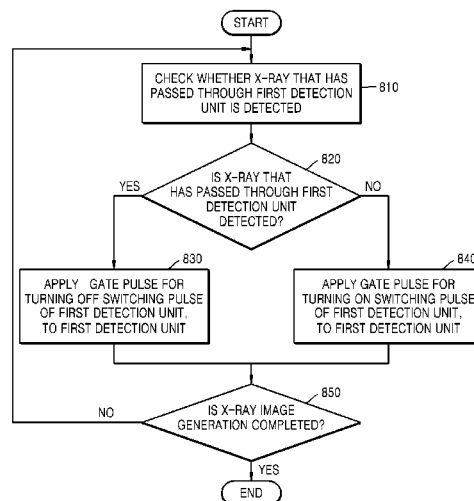 START
CHECK WHETHER X-RAY THAT HAS
PASSED THROUGH FIRST DETECTION
UNIT IS DETECTED
810
820
IS X-RAY THAT
HAS PASSED THROUGH FIRST
DETECTION UNIT
DETECTED?
YES
NO
830
APPLY GATE PULSE FOR
TURNING OFF SWITCHING PULSE
OF FIRST DETECTION UNIT,
TO FIRST DETECTION UNIT
840
APPLY GATE PULSE FOR
TURNING ON SWITCHING PULSE
OF FIRST DETECTION UNIT,
TO FIRST DETECTION UNIT
850
NO
IS X-RAY IMAGE
GENERATION COMPLETED?
YES
END